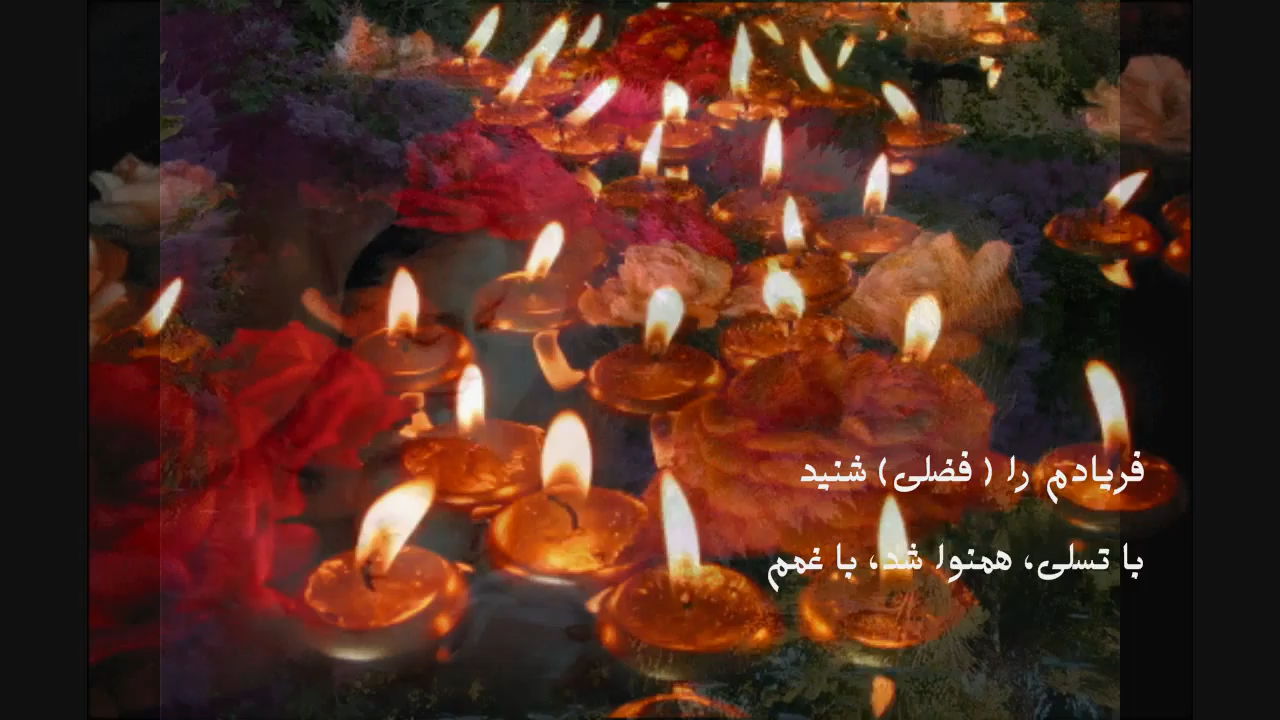 فریادم را ( فضلی) شنید
با تسلی، همنوا شد، با غمم